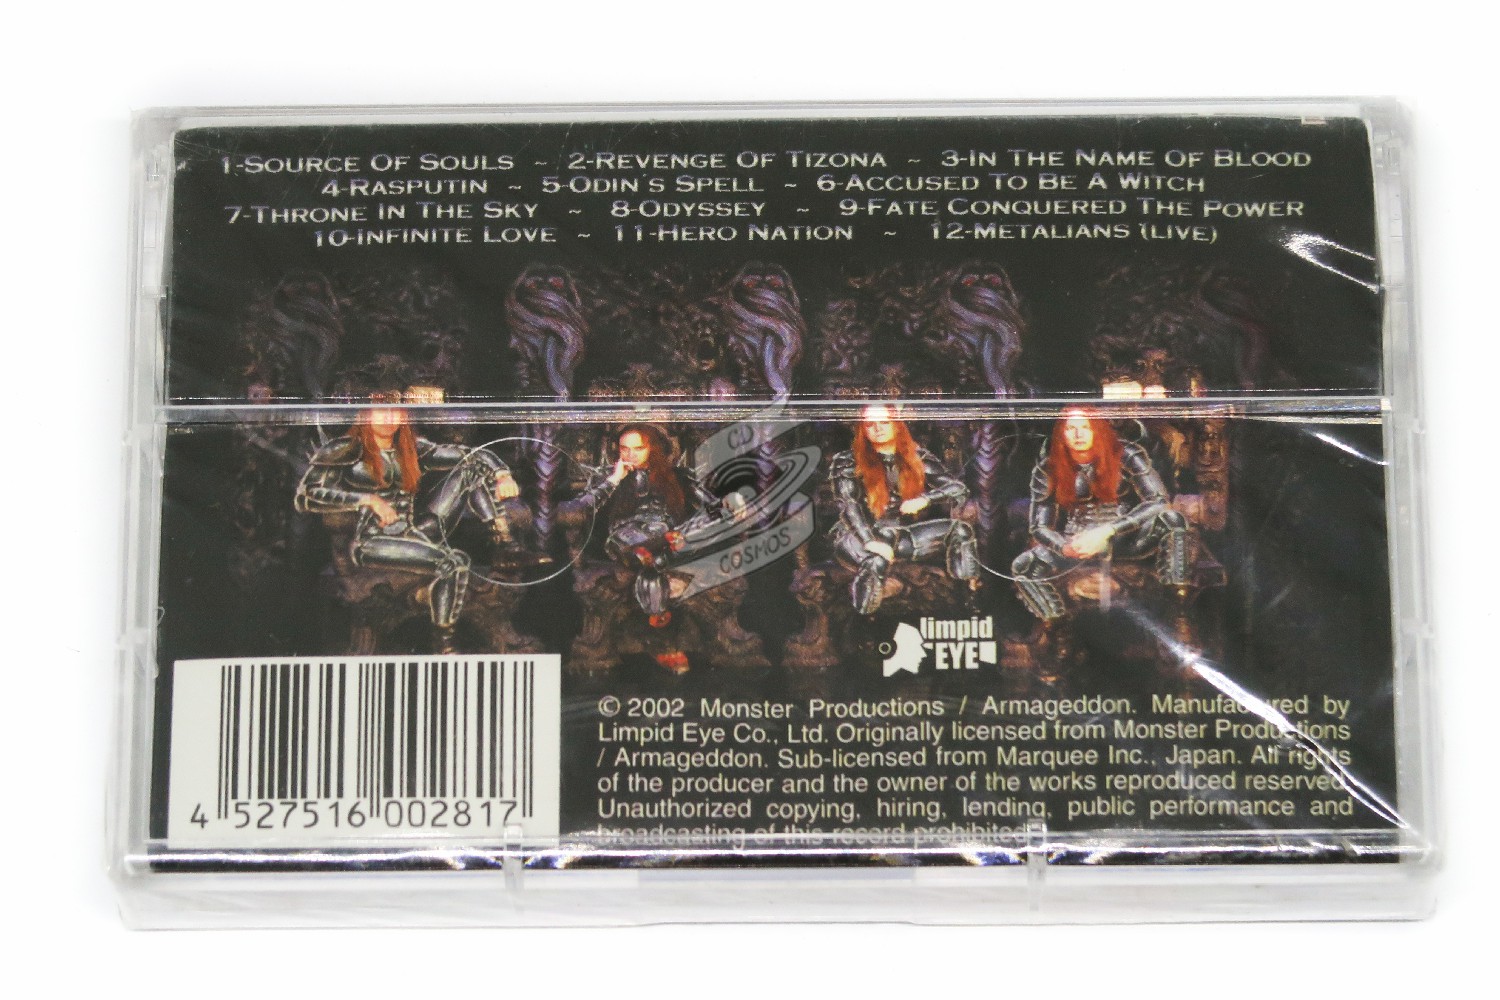 1-SOURCE OF SOULS ~ 2-REVENGE OF TIZONA ~ 3-IN THE NAME OF BLOOD
4-RASPUTIN ~ 5-ODIN'S SPELL ~ 6-ACCUSED TO BE A WITCH
7-THRONE IN THE SKY ~ 8-ODYSSEY ~ 9-FATE CONQUERED THE POWER
10-INFINITE LOVE ~ 11-HERO NATION ~ 12-METALIANS (LIVE)
CD
COSMOS
limpid
EYE
© 2002 Monster Productions / Armageddon. Manufactured by
Limpid Eye Co., Ltd. Originally licensed from Monster Productions
/ Armageddon. Sub-licensed from Marquee Inc., Japan. All rights
of the producer and the owner of the works reproduced reserved.
Unauthorized copying, hiring, lending, public performance and
broadcasting of this record prohibited.
4 527516 002817